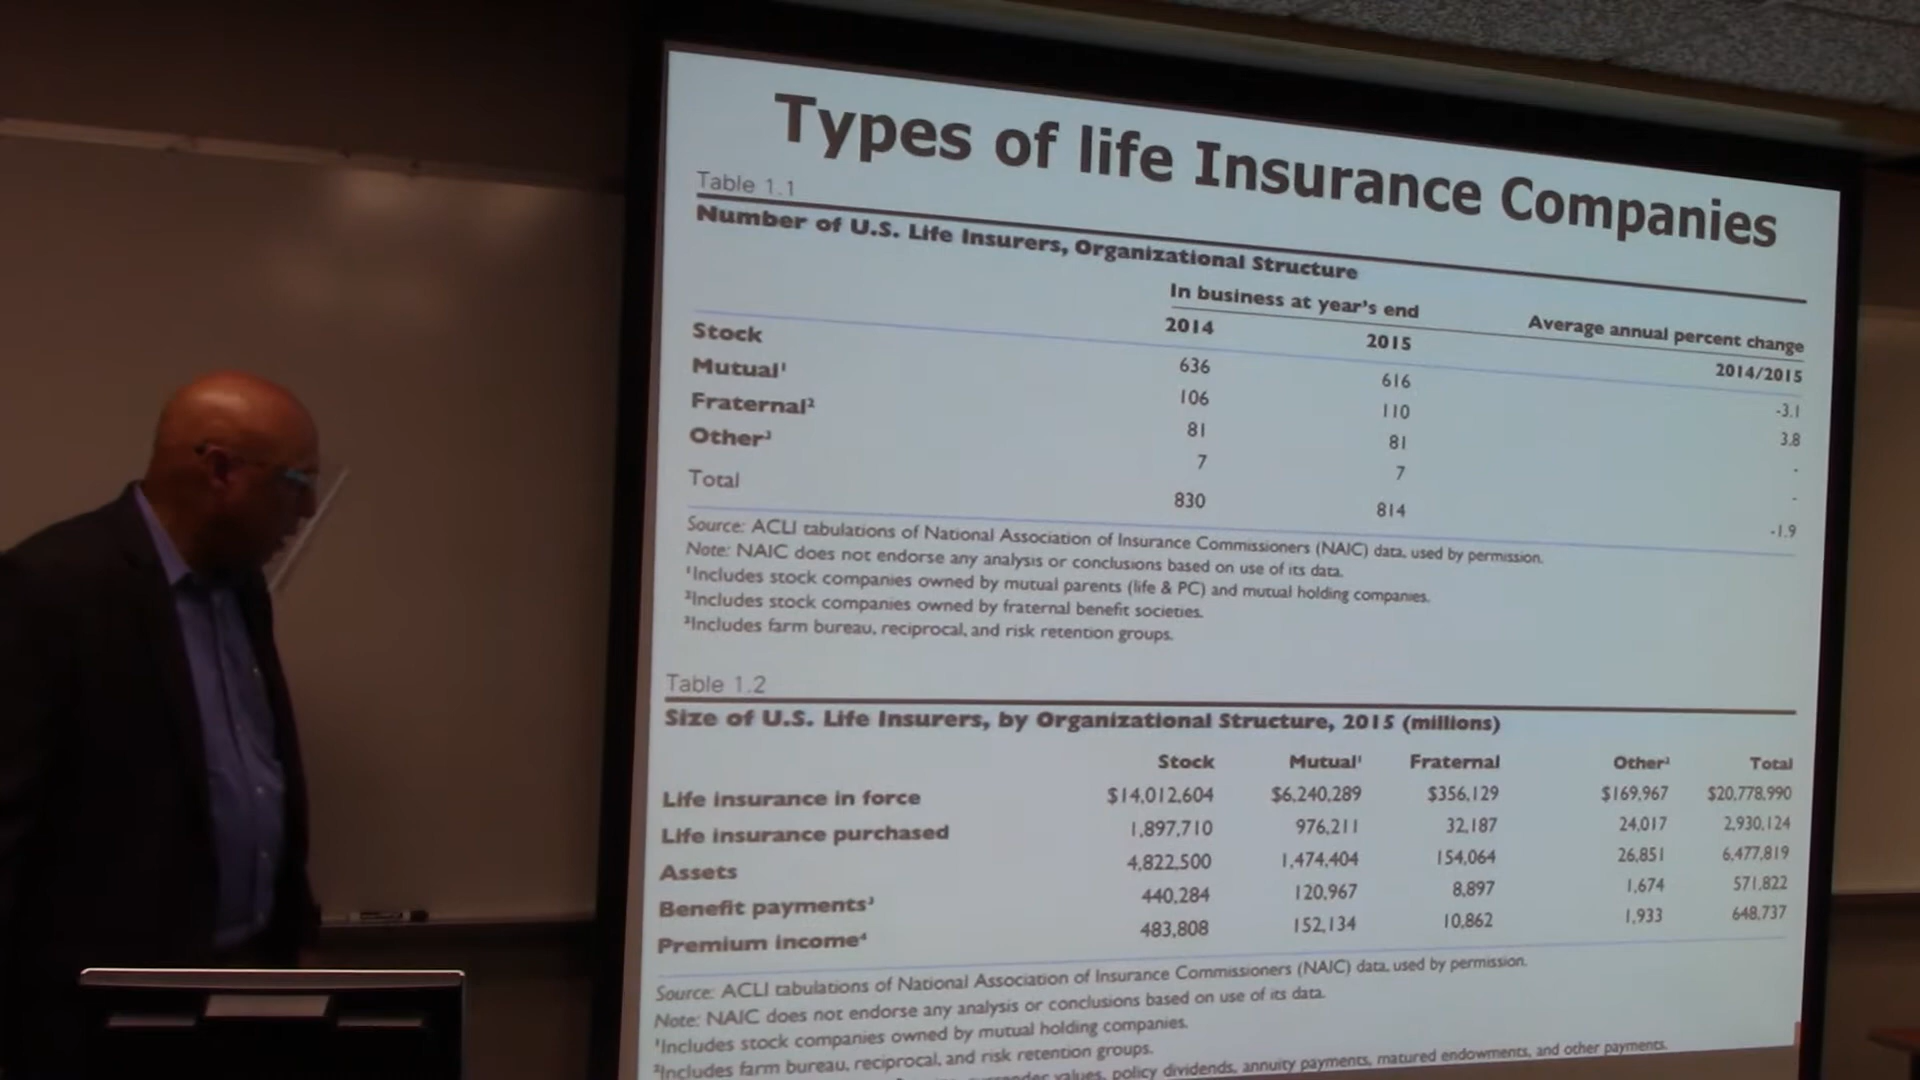 Types of life Insurance Companies
Table 1.1
Number of U.S. Life Insurers, Organizational Structure
In business at year's end Average annual percent change
2014 2015 2014/2015
Stock 636 616 -3.1
Mutual¹ 106 110 3.8
Fraternal² 81 81 -
Other³ 7 7 -
Total 830 814 -1.9
Source: ACLI tabulations of National Association of Insurance Commissioners (NAIC) data, used by permission.
Note: NAIC does not endorse any analysis or conclusions based on use of its data.
¹Includes stock companies owned by mutual parents (life & PC) and mutual holding companies.
²Includes stock companies owned by fraternal benefit societies.
³Includes farm bureau, reciprocal, and risk retention groups.
Table 1.2
Size of U.S. Life Insurers, by Organizational Structure, 2015 (millions)
Stock Mutual¹ Fraternal Other² Total
Life insurance in force $14,012,604 $6,240,289 $356,129 $169,967 $20,778,990
Life insurance purchased 1,897,710 976,211 32,187 24,017 2,930,124
Assets 4,822,500 1,474,404 154,064 26,851 6,477,819
Benefit payments³ 440,284 120,967 8,897 1,674 571,822
Premium income⁴ 483,808 152,134 10,862 1,933 648,737
Source: ACLI tabulations of National Association of Insurance Commissioners (NAIC) data, used by permission.
Note: NAIC does not endorse any analysis or conclusions based on use of its data.
¹Includes stock companies owned by mutual holding companies.
²Includes farm bureau, reciprocal, and risk retention groups.
values, policy dividends, annuity payments, matured endowments, and other payments.